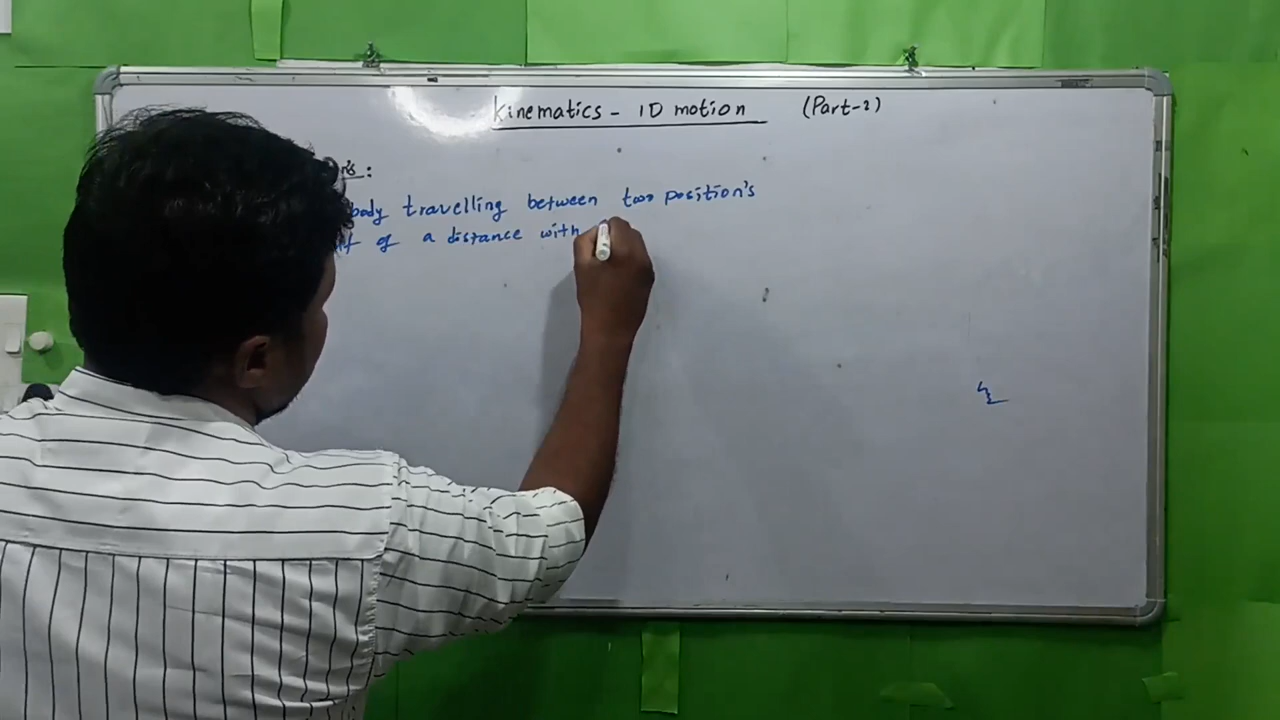 Kinematics - 1D motion (Part-2)
body travelling between two position's
of a distance with